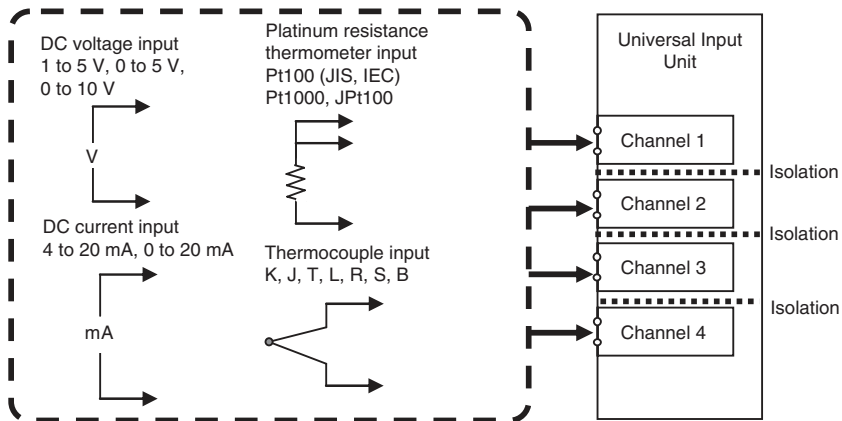 DC voltage input
1 to 5 V, 0 to 5 V,
0 to 10 V
V
DC current input
4 to 20 mA, 0 to 20 mA
mA
Platinum resistance
thermometer input
Pt100 (JIS, IEC)
Pt1000, JPt100
Thermocouple input
K, J, T, L, R, S, B
Universal Input
Unit
Channel 1
Isolation
Channel 2
Isolation
Channel 3
Isolation
Channel 4